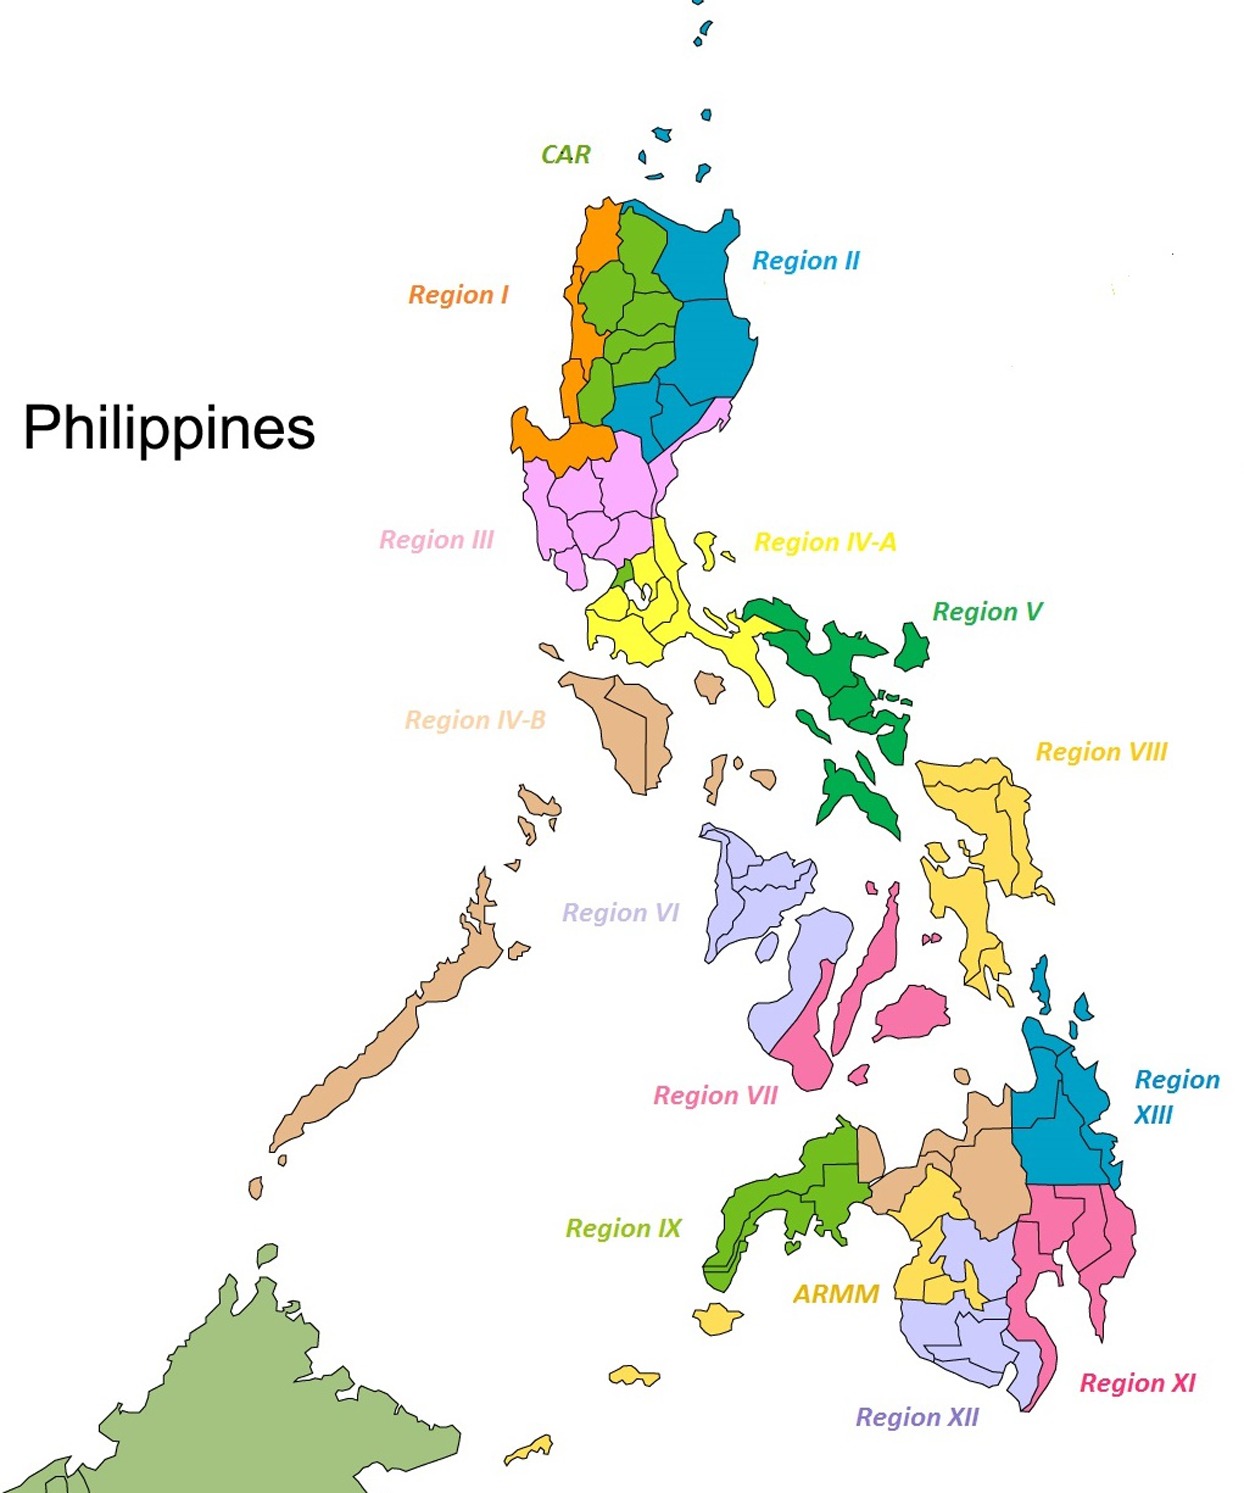 CAR
Region II
Region I
Philippines
Region III
Region IV-A
Region V
Region IV-B
Region VIII
Region VI
Region VII
Region
XIII
Region IX
ARMM
Region XI
Region XII